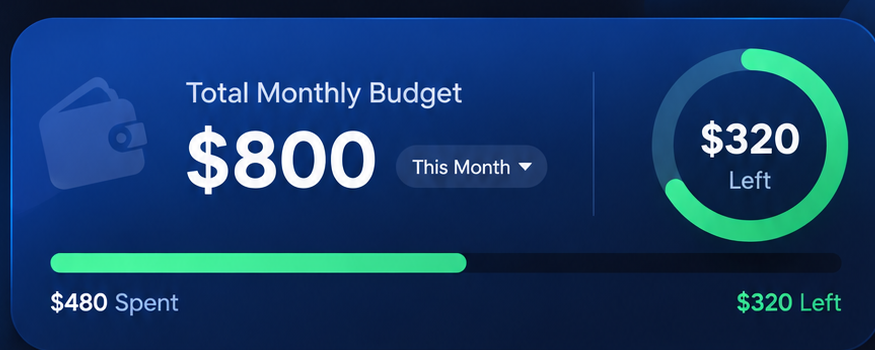 Total Monthly Budget
$800
This Month
$320
Left
$480 Spent
$320 Left